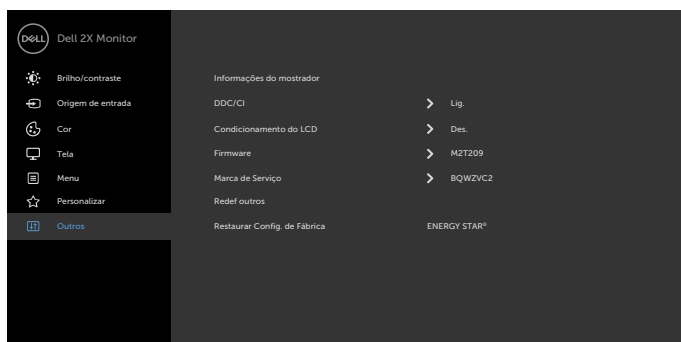 DELL Dell 2X Monitor
Brilho/contraste Informações do mostrador
Origem de entrada DDC/CI Lig.
Cor Condicionamento do LCD Des.
Tela Firmware M2T209
Menu Marca de Serviço BQWZVC2
Personalizar Redef outros
Outros Restaurar Config. de Fábrica ENERGY STAR®